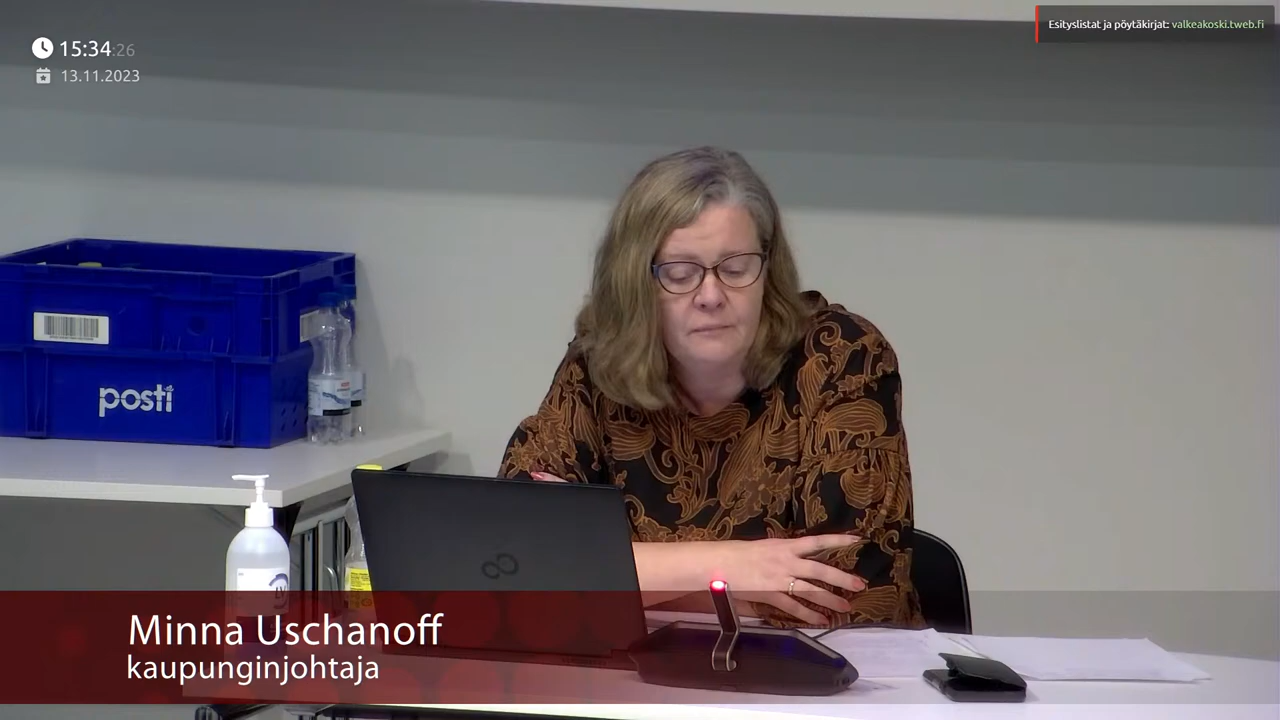 15:34:26
13.11.2023
Esityslistat ja pöytäkirjat: valkeakoski.tweb.fi
posti
Minna Uschanoff
kaupunginjohtaja